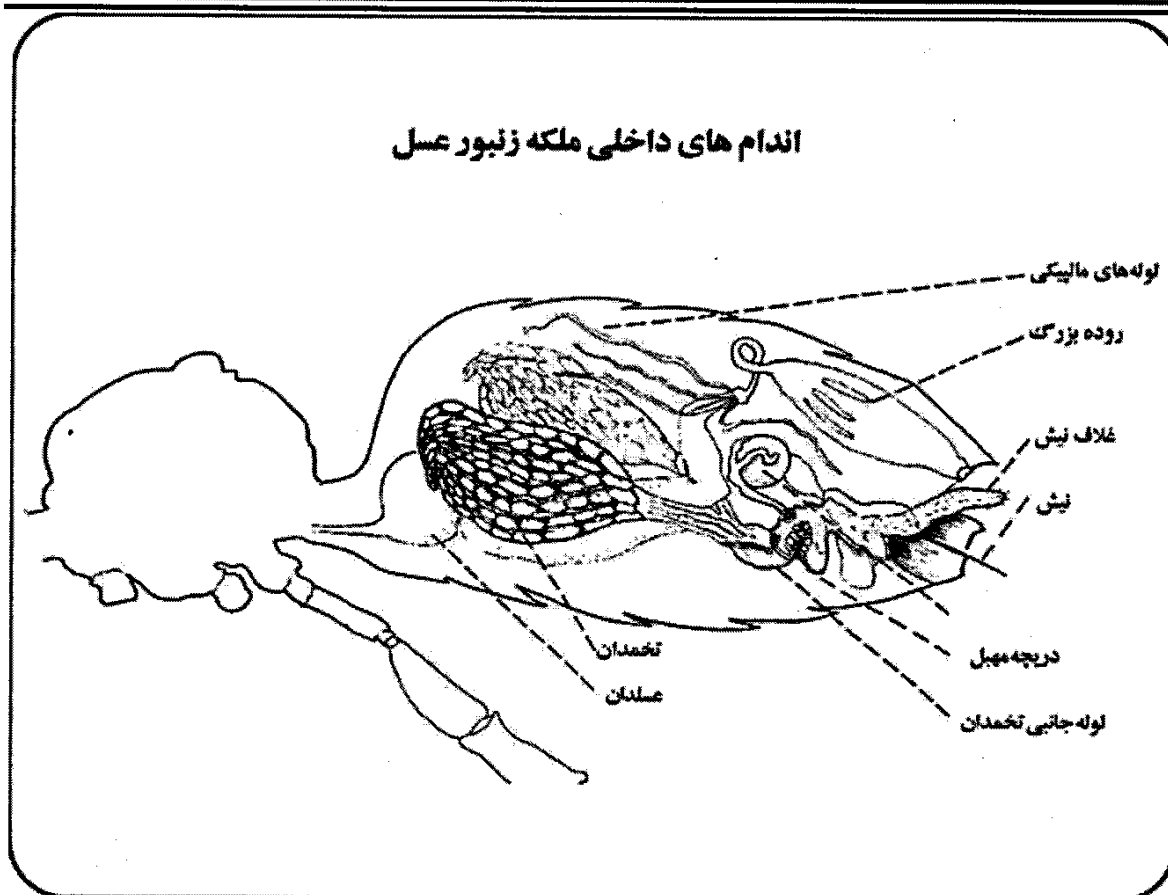 اندام های داخلی ملکه زنبور عسل
لوله‌های مالپیگی
روده بزرگ
غلاف نیش
نیش
دریچه مهبل
لوله جانبی تخمدان
تخمدان
عسلدان